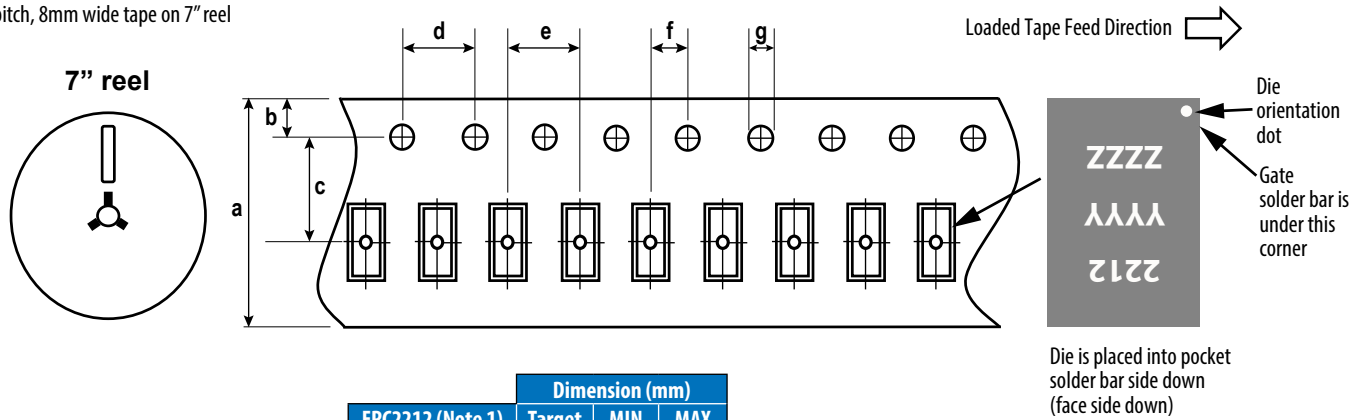 pitch, 8mm wide tape on 7” reel
7” reel
a
b
c
d
e
f
g
Loaded Tape Feed Direction
Die
orientation
dot
Gate
solder bar is
under this
corner
ZZZZ
YYYY
2212
Die is placed into pocket
solder bar side down
(face side down)
Dimension (mm)
EPC2212 (Note 1) Target MIN MAX